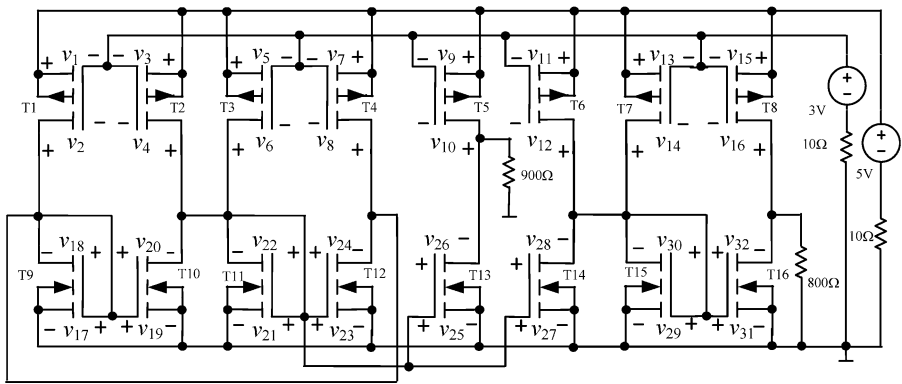 v1 v3 v5 v7 v9 v11 v13 v15
T1 T2 T3 T4 T5 T6 T7 T8
3V
v2 v4 v6 v8 v10 v12 v14 v16
10Ω
5V
900Ω
v18 v20 v22 v24 v26 v28 v30 v32
10Ω
T9 T10 T11 T12 T13 T14 T15 T16
800Ω
v17 v19 v21 v23 v25 v27 v29 v31